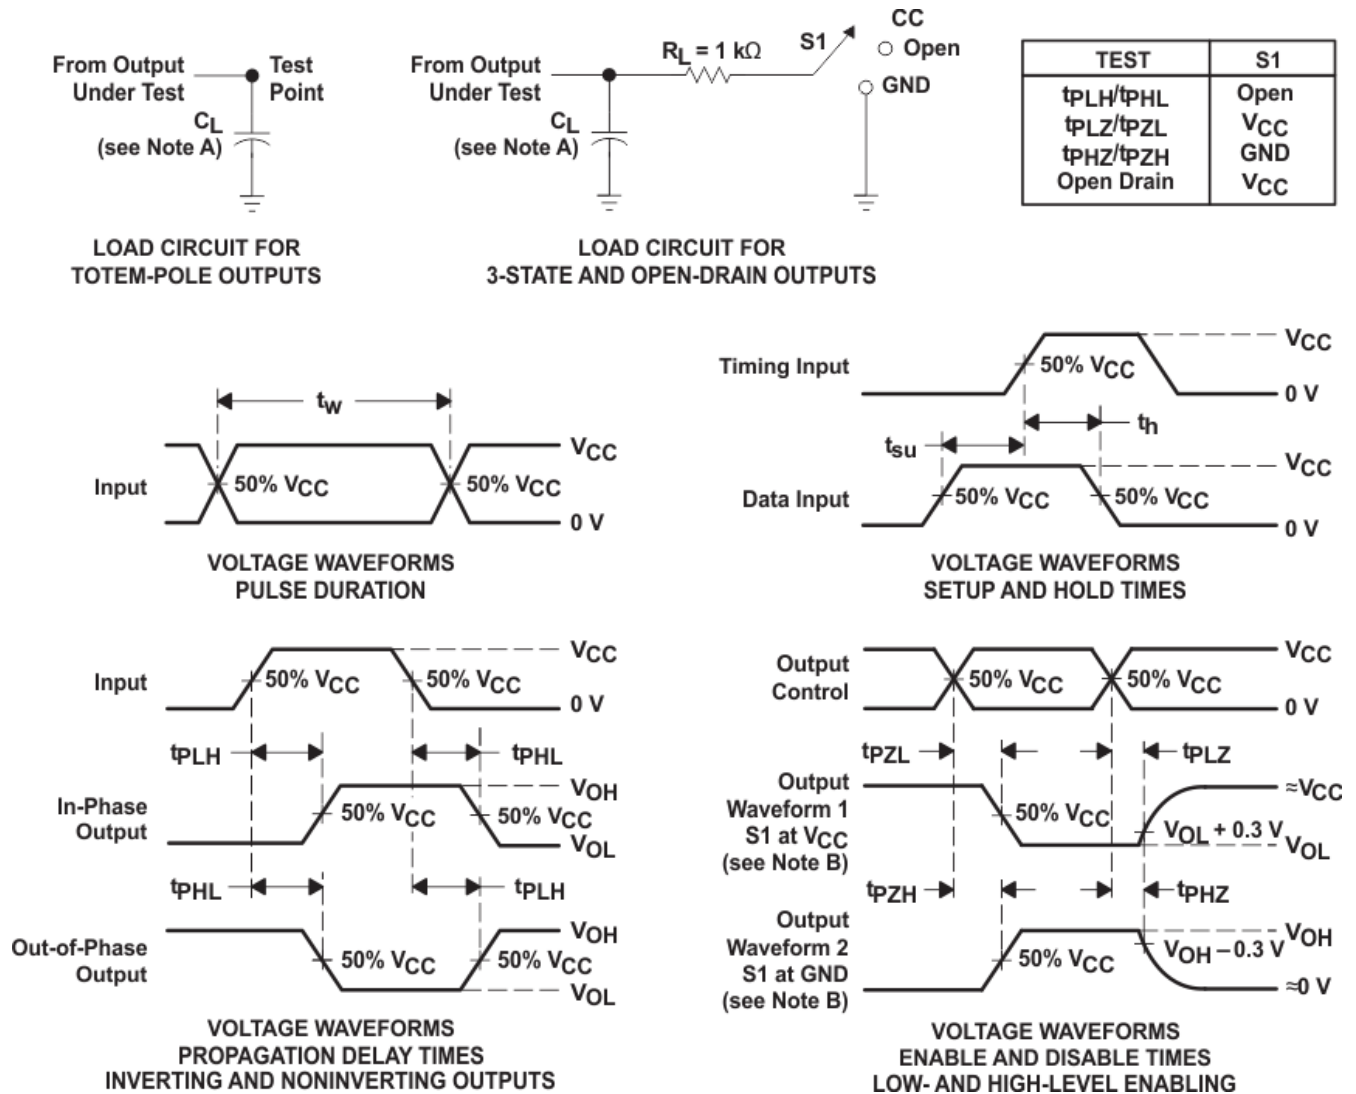 From Output
Under Test
Test
Point
CL
(see Note A)
LOAD CIRCUIT FOR
TOTEM-POLE OUTPUTS
From Output
Under Test
RL = 1 kΩ
S1
CC
Open
GND
CL
(see Note A)
LOAD CIRCUIT FOR
3-STATE AND OPEN-DRAIN OUTPUTS
TEST S1
tPLH/tPHL Open
tPLZ/tPZL VCC
tPHZ/tPZH GND
Open Drain VCC
tw
Input
50% VCC
50% VCC
VCC
0 V
VOLTAGE WAVEFORMS
PULSE DURATION
Timing Input
50% VCC
VCC
0 V
th
tsu
Data Input
50% VCC
50% VCC
VCC
0 V
VOLTAGE WAVEFORMS
SETUP AND HOLD TIMES
Input
50% VCC
50% VCC
VCC
0 V
tPLH
tPHL
In-Phase
Output
50% VCC
50% VCC
VOH
VOL
tPHL
tPLH
Out-of-Phase
Output
50% VCC
50% VCC
VOH
VOL
VOLTAGE WAVEFORMS
PROPAGATION DELAY TIMES
INVERTING AND NONINVERTING OUTPUTS
Output
Control
50% VCC
50% VCC
VCC
0 V
tPZL
tPLZ
Output
Waveform 1
S1 at VCC
(see Note B)
50% VCC
≈VCC
VOL + 0.3 V
VOL
tPZH
tPHZ
Output
Waveform 2
S1 at GND
(see Note B)
50% VCC
VOH
VOH – 0.3 V
≈0 V
VOLTAGE WAVEFORMS
ENABLE AND DISABLE TIMES
LOW- AND HIGH-LEVEL ENABLING